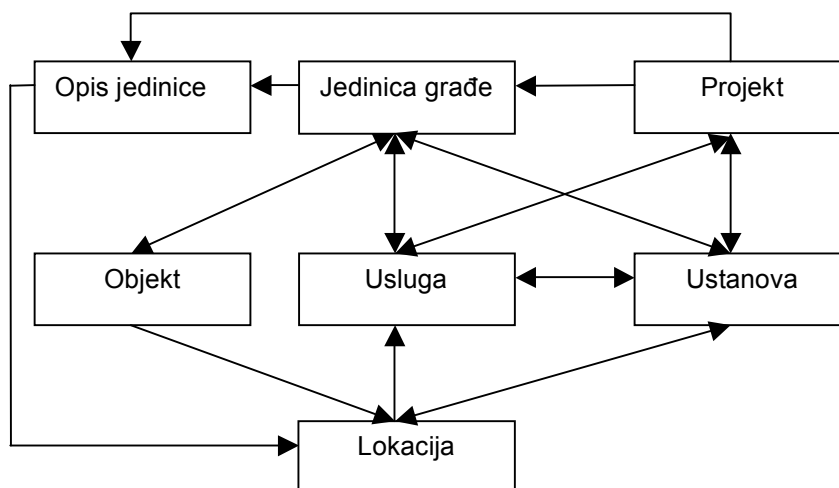 Opis jedinice
Jedinica građe
Projekt
Objekt
Usluga
Ustanova
Lokacija